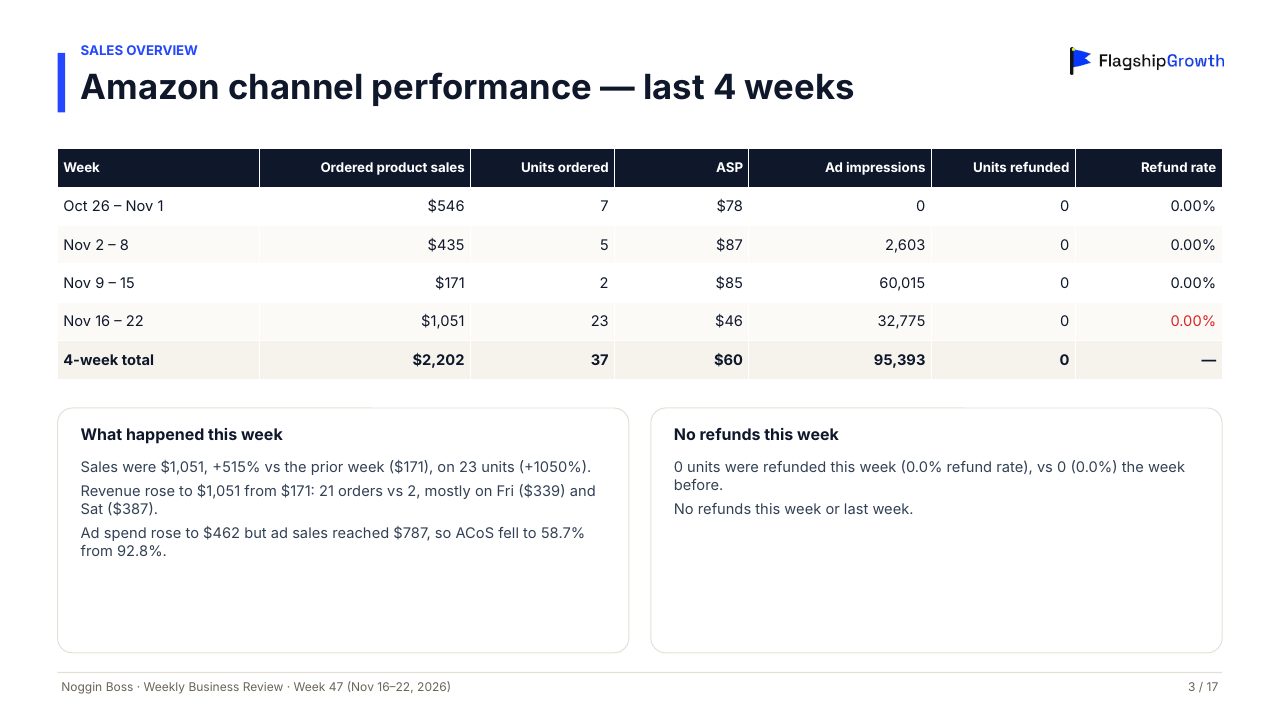 SALES OVERVIEW
Amazon channel performance — last 4 weeks
FlagshipGrowth
Week Ordered product sales Units ordered ASP Ad impressions Units refunded Refund rate
Oct 26 – Nov 1 $546 7 $78 0 0 0.00%
Nov 2 – 8 $435 5 $87 2,603 0 0.00%
Nov 9 – 15 $171 2 $85 60,015 0 0.00%
Nov 16 – 22 $1,051 23 $46 32,775 0 0.00%
4-week total $2,202 37 $60 95,393 0 —
What happened this week
Sales were $1,051, +515% vs the prior week ($171), on 23 units (+1050%).
Revenue rose to $1,051 from $171: 21 orders vs 2, mostly on Fri ($339) and
Sat ($387).
Ad spend rose to $462 but ad sales reached $787, so ACoS fell to 58.7%
from 92.8%.
No refunds this week
0 units were refunded this week (0.0% refund rate), vs 0 (0.0%) the week
before.
No refunds this week or last week.
Noggin Boss · Weekly Business Review · Week 47 (Nov 16–22, 2026)
3 / 17